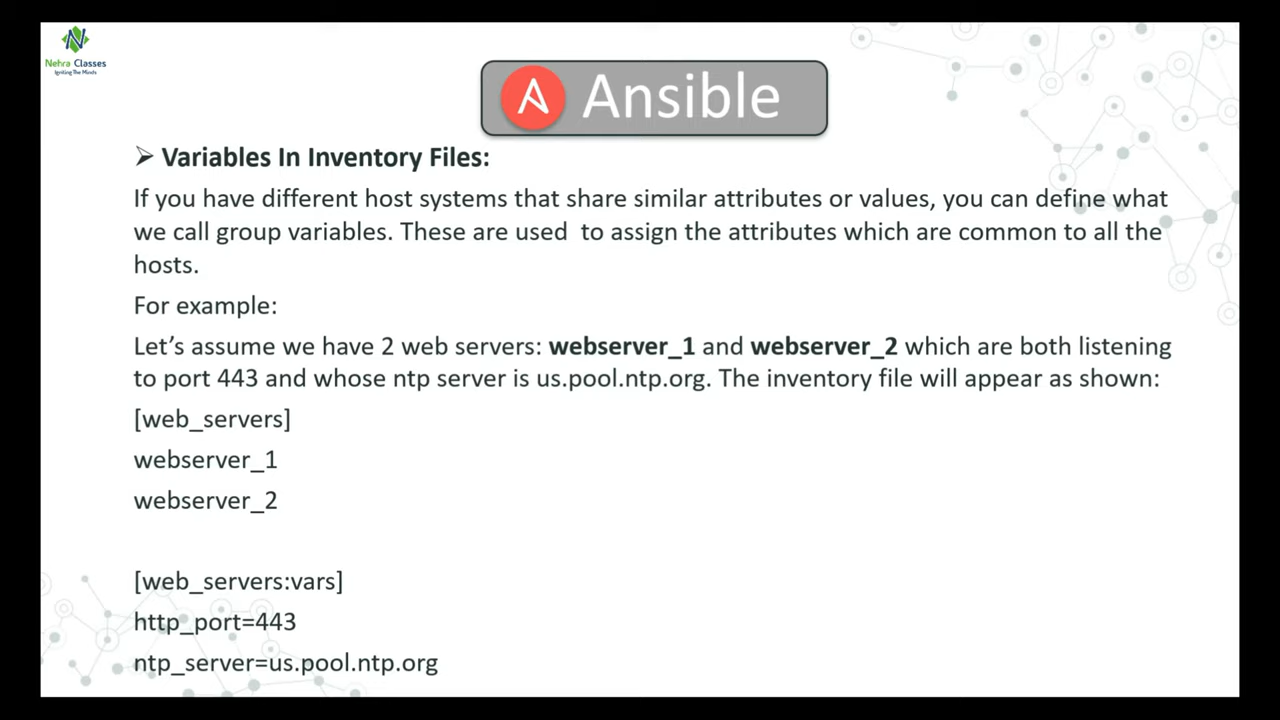 Nehra Classes
Igniting The Minds
Ansible
Variables In Inventory Files:
If you have different host systems that share similar attributes or values, you can define what
we call group variables. These are used  to assign the attributes which are common to all the
hosts.
For example:
Let’s assume we have 2 web servers: webserver_1 and webserver_2 which are both listening
to port 443 and whose ntp server is us.pool.ntp.org. The inventory file will appear as shown:
[web_servers]
webserver_1
webserver_2
[web_servers:vars]
http_port=443
ntp_server=us.pool.ntp.org